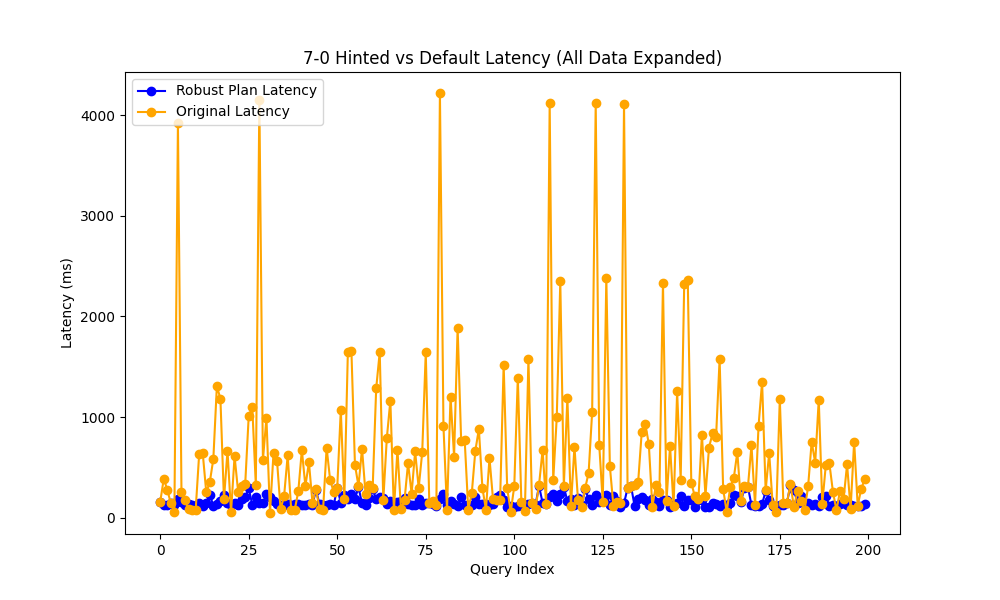 7-0 Hinted vs Default Latency (All Data Expanded)
Robust Plan Latency
Original Latency
4000
3000
2000
1000
0
Latency (ms)
0 25 50 75 100 125 150 175 200
Query Index